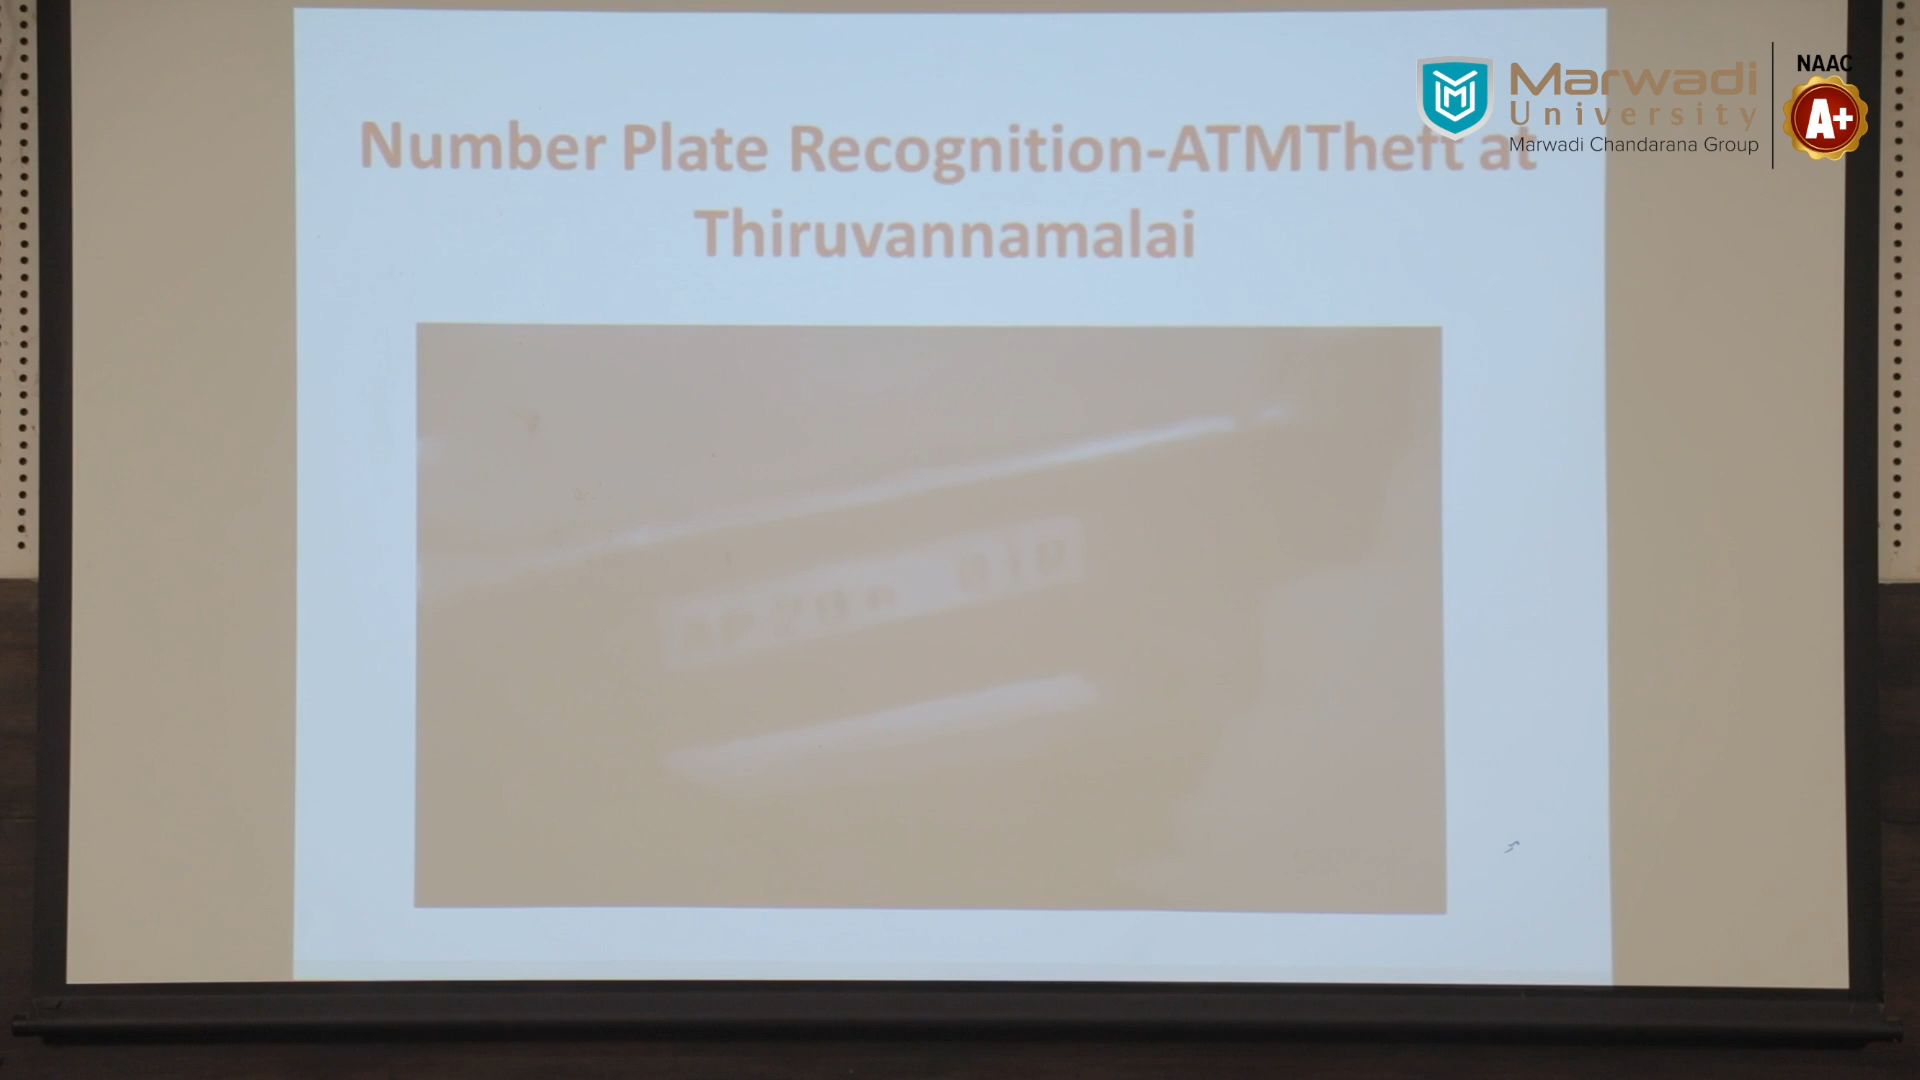 Number Plate Recognition-ATMTheft at
Thiruvannamalai
Marwadi
University
Marwadi Chandarana Group
NAAC
A+